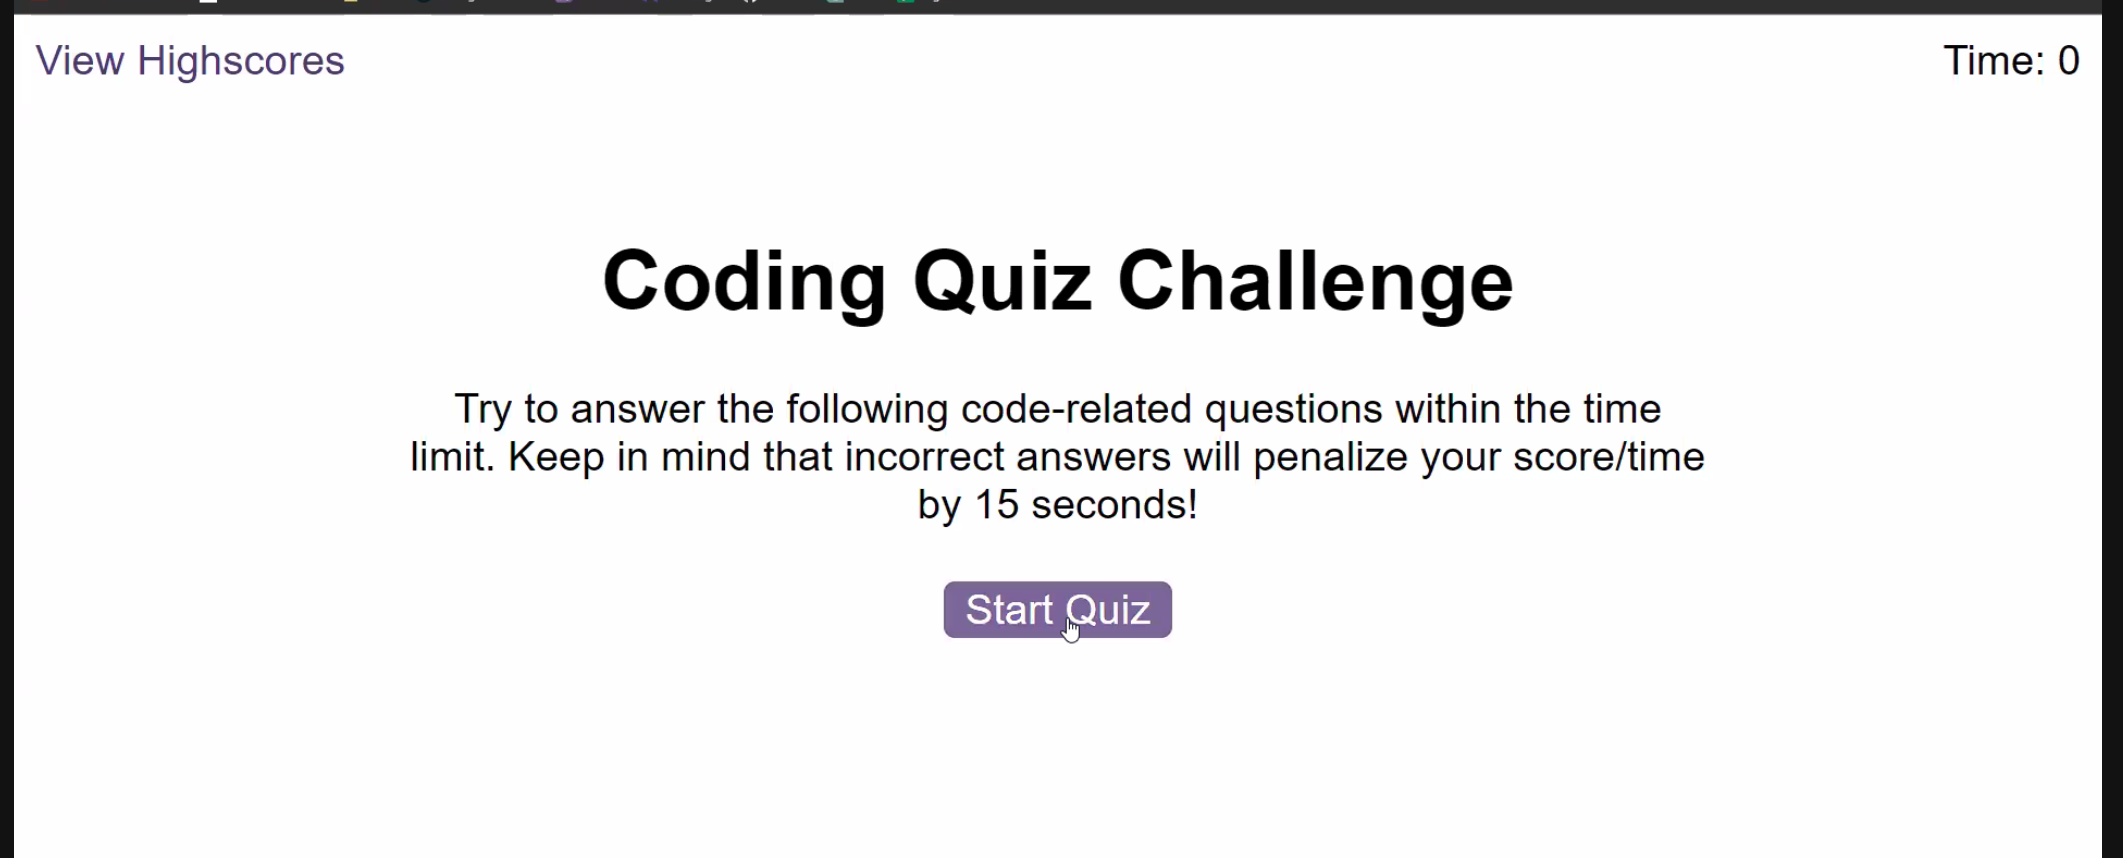 View Highscores
Time: 0
Coding Quiz Challenge
Try to answer the following code-related questions within the time
limit. Keep in mind that incorrect answers will penalize your score/time
by 15 seconds!
Start Quiz